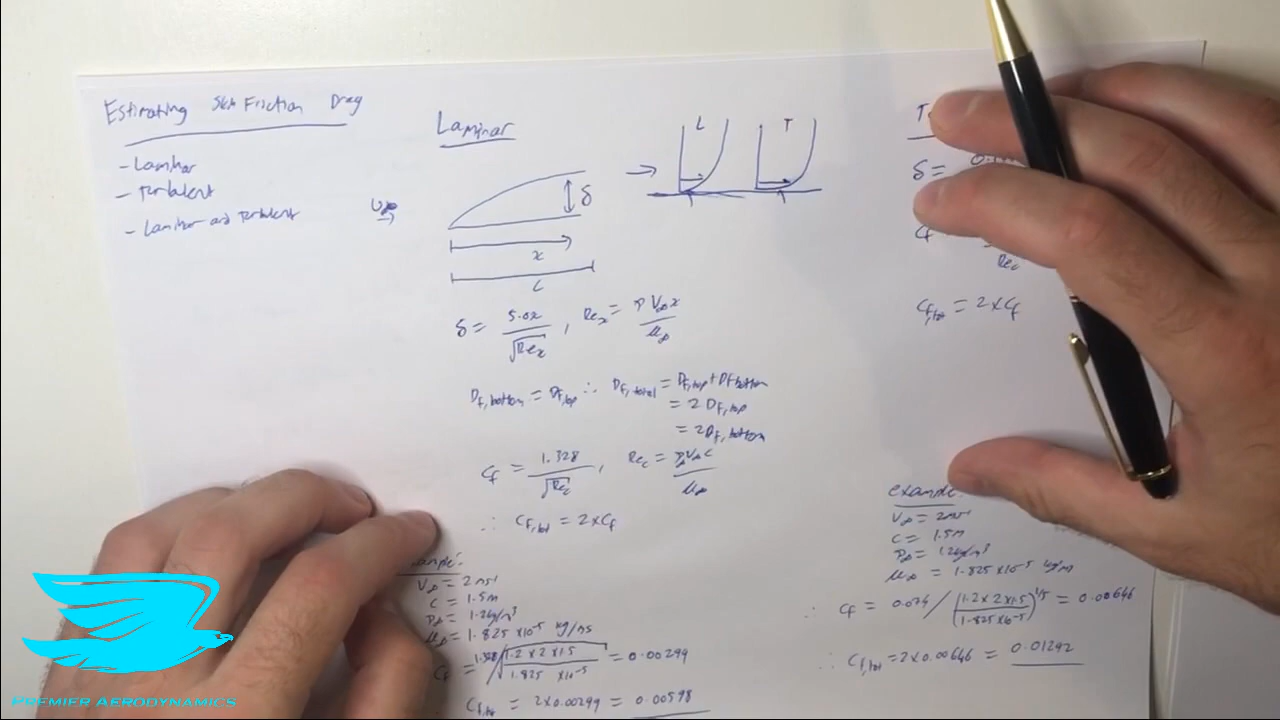 Estimating Skin Friction Drag
- Laminar
- Turbulent
- Laminar and Turbulent
U∞
Laminar
δ
x
c
L T
δ = 5.0x / √Re_x , Re_x = ρ V∞ x / μ∞
D_f,bottom = D_f,top ∴ D_f,total = D_f,top + D_f,bottom
= 2 D_f,top
= 2 D_f,bottom
C_f = 1.328 / √Re_c , Re_c = ρ∞ V∞ c / μ∞
∴ C_f,tot = 2 × C_f
ample:
V∞ = 2 ms⁻¹
c = 1.5m
ρ∞ = 1.2kg/m³
μ∞ = 1.825 × 10⁻⁵ kg/ms
C_f = 1.328 / √(1.2 × 2 × 1.5 / 1.825 × 10⁻⁵) = 0.00299
C_f,tot = 2 × 0.00299 = 0.00598
T
δ =
C_f
Re_c
C_f,tot = 2 × C_f
example:
V∞ = 2ms⁻¹
c = 1.5m
ρ∞ = 1.2kg/m³
μ∞ = 1.825 × 10⁻⁵ kg/ms
∴ C_f = 0.074 / (1.2 × 2 × 1.5 / 1.825 × 10⁻⁵)^1/5 = 0.00646
∴ C_f,tot = 2 × 0.00646 = 0.01292
PREMIER AERODYNAMICS